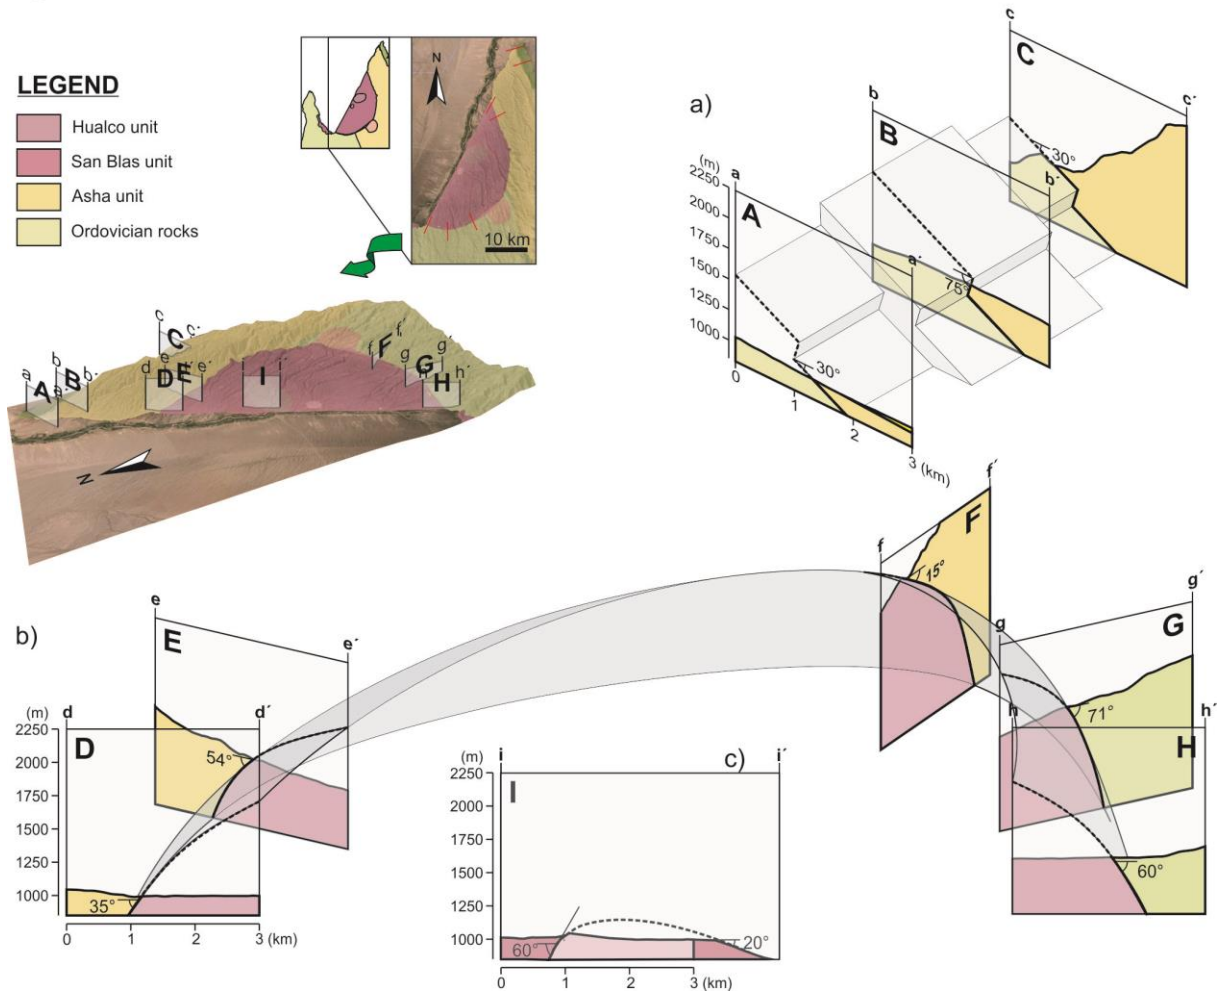 LEGEND
Hualco unit
San Blas unit
Asha unit
Ordovician rocks
N
10 km
a)
c
C
c´
30°
b
B
b´
75°
(m)
a
2250
2000
1750
1500
1250
1000
A
a´
30°
0
1
2
3 (km)
c
C
c´
b
B
b´
a
A
a´
d
D
e
E
e´
i
I
i´
f
F
f´
g
G
g´
H
h´
N
b)
e
E
e´
54°
(m)
d
d´
D
2250
2000
1750
1500
1250
1000
35°
0
1
2
3 (km)
f
F
f´
15°
g
G
g´
71°
h
H
h´
60°
c)
(m)
i
i´
I
2250
2000
1750
1500
1250
1000
60°
20°
0
1
2
3 (km)